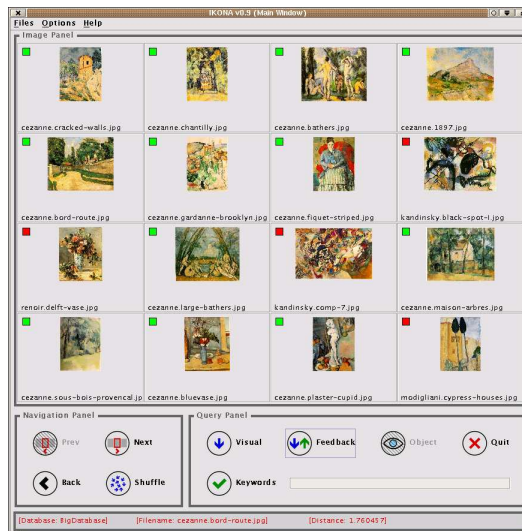 IKONA v0.9 (Main Window)
Files Options Help
Image Panel
cezanne.cracked-walls.jpg
cezanne.chantilly.jpg
cezanne.bathers.jpg
cezanne.1897.jpg
cezanne.bord-route.jpg
cezanne.gardanne-brooklyn.jpg
cezanne.fiquet-striped.jpg
kandinsky.black-spot-I.jpg
renoir.delft-vase.jpg
cezanne.large-bathers.jpg
kandinsky.comp-7.jpg
cezanne.maison-arbres.jpg
cezanne.sous-bois-provencal.jp
cezanne.bluevase.jpg
cezanne.plaster-cupid.jpg
modigliani.cypress-houses.jpg
Navigation Panel
Prev
Next
Back
Shuffle
Query Panel
Visual
Feedback
Object
Quit
Keywords
[Database: BigDatabase] [Filename: cezanne.bord-route.jpg] [Distance: 1.760457]